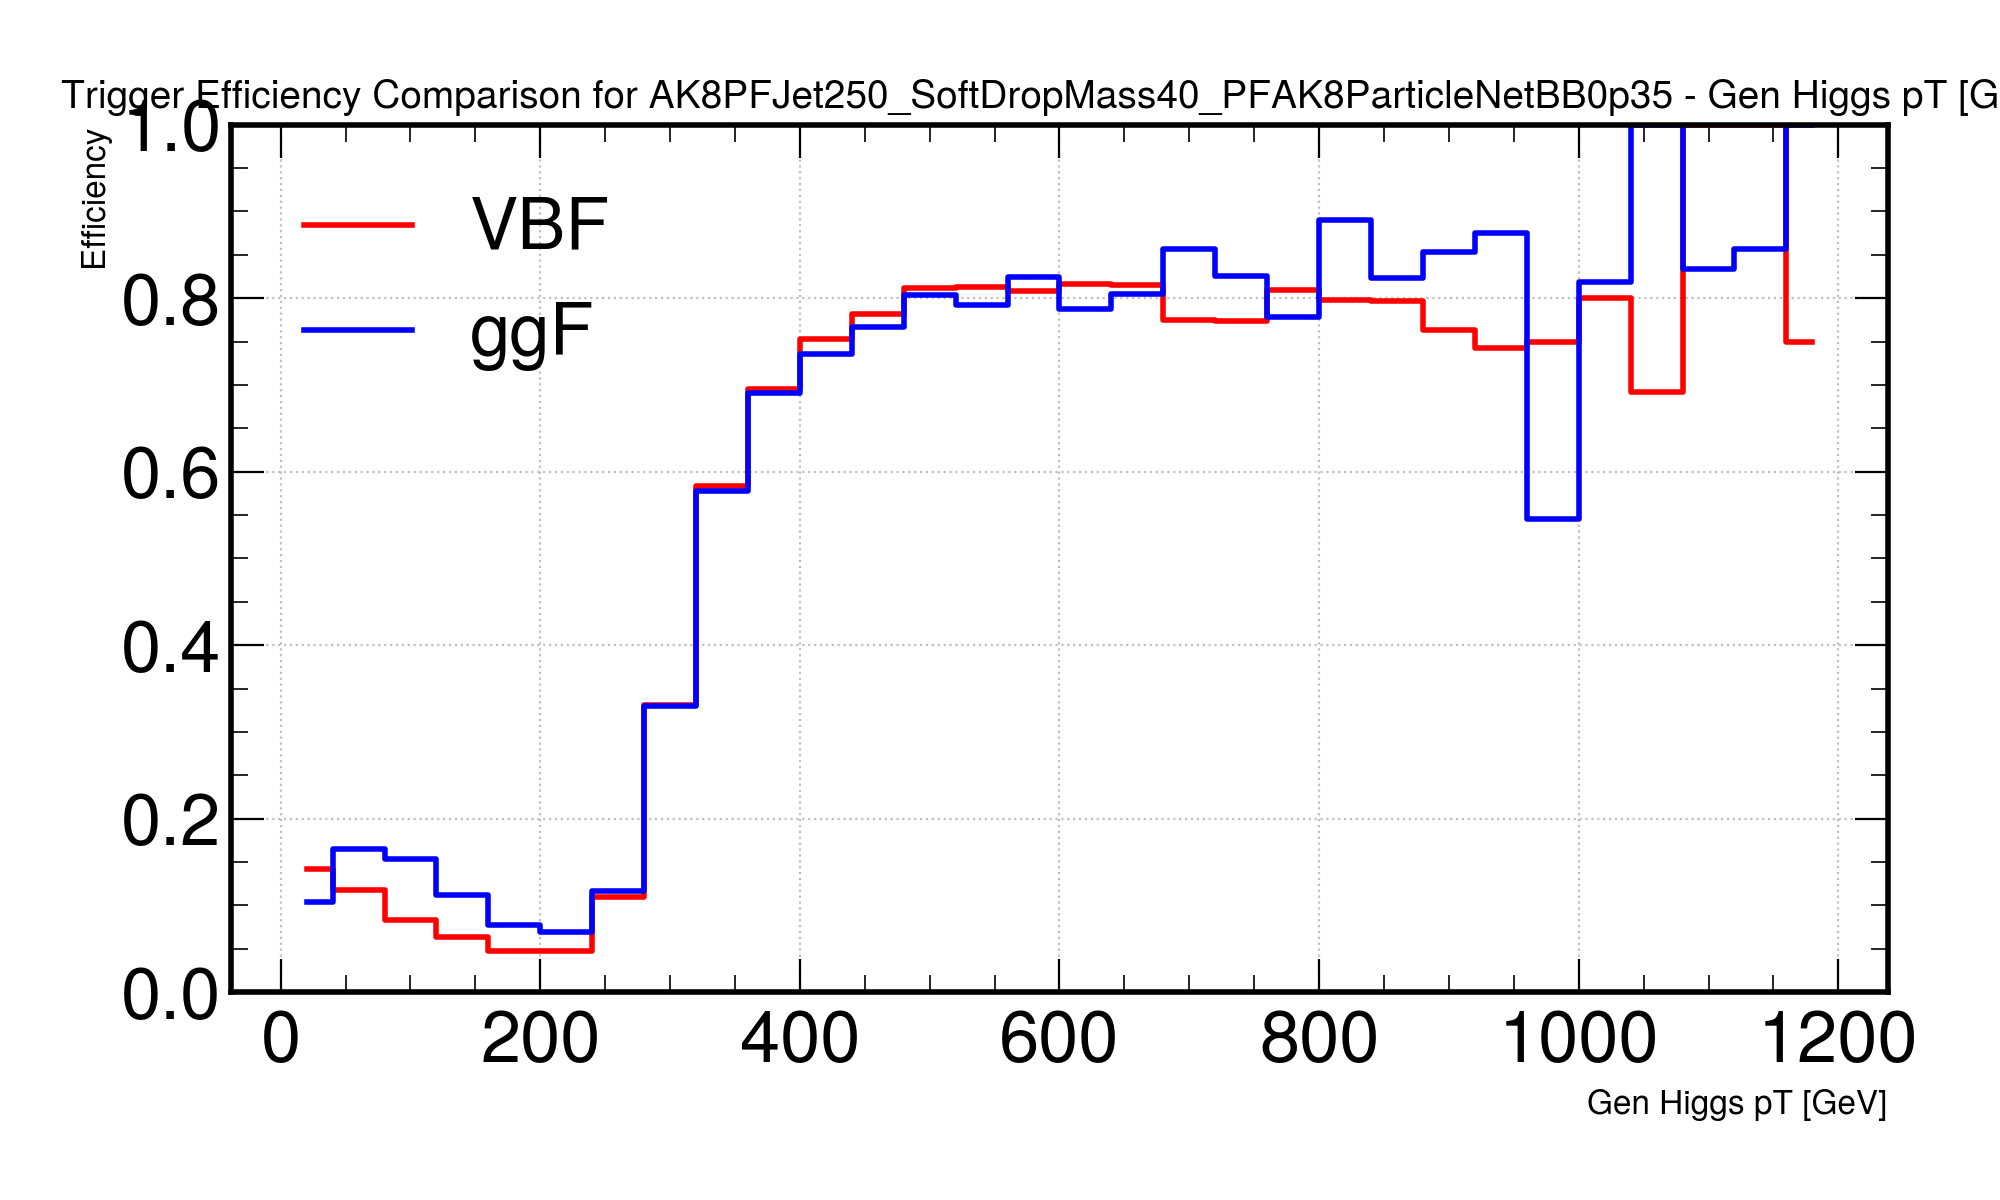 Trigger Efficiency Comparison for AK8PFJet250_SoftDropMass40_PFAK8ParticleNetBB0p35 - Gen Higgs pT [G
Efficiency
1.0
0.8
0.6
0.4
0.2
0.0
VBF
ggF
0 200 400 600 800 1000 1200
Gen Higgs pT [GeV]